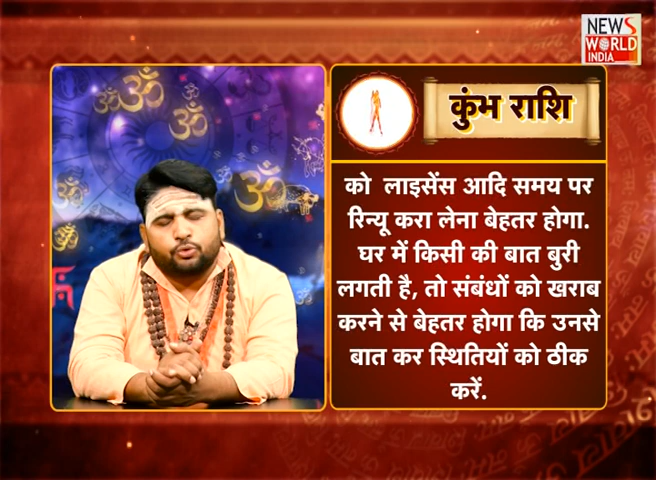 NEWS
WORLD
INDIA
कुंभ राशि
को लाइसेंस आदि समय पर
रिन्यू करा लेना बेहतर होगा.
घर में किसी की बात बुरी
लगती है, तो संबंधों को खराब
करने से बेहतर होगा कि उनसे
बात कर स्थितियों को ठीक
करें.